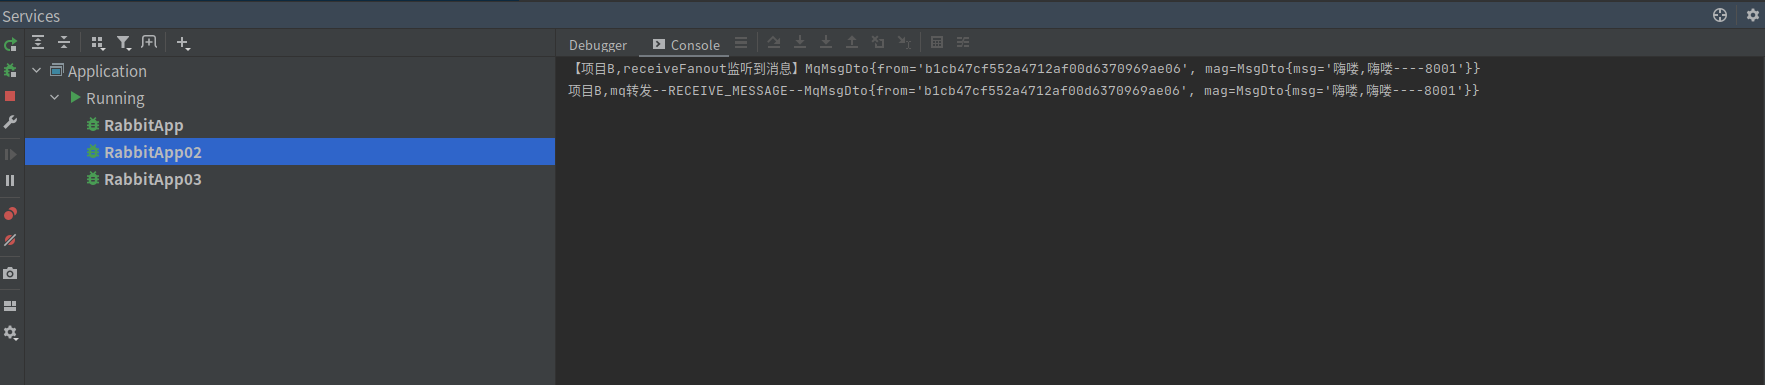 Services
Application
Running
RabbitApp
RabbitApp02
RabbitApp03
Debugger
Console
【项目B,receiveFanout监听到消息】MqMsgDto{from='b1cb47cf552a4712af00d6370969ae06', mag=MsgDto{msg='嗨喽,嗨喽----8001'}}
项目B,mq转发--RECEIVE_MESSAGE--MqMsgDto{from='b1cb47cf552a4712af00d6370969ae06', mag=MsgDto{msg='嗨喽,嗨喽----8001'}}